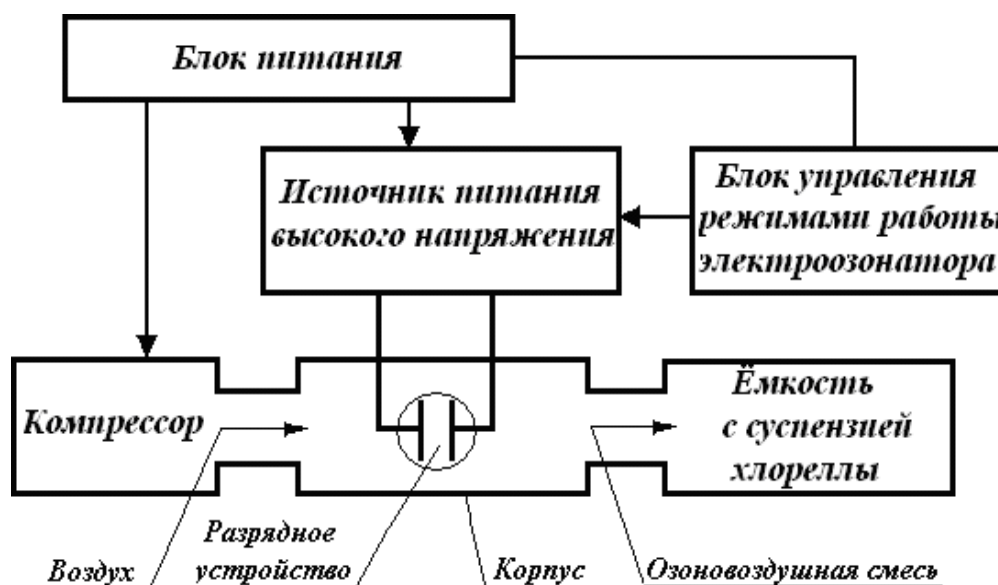 Блок питания
Источник питания
высокого напряжения
Блок управления
режимами работы
электроозонатора
Компрессор
Ёмкость
с суспензией
хлореллы
Воздух
Разрядное
устройство
Корпус
Озоновоздушная смесь